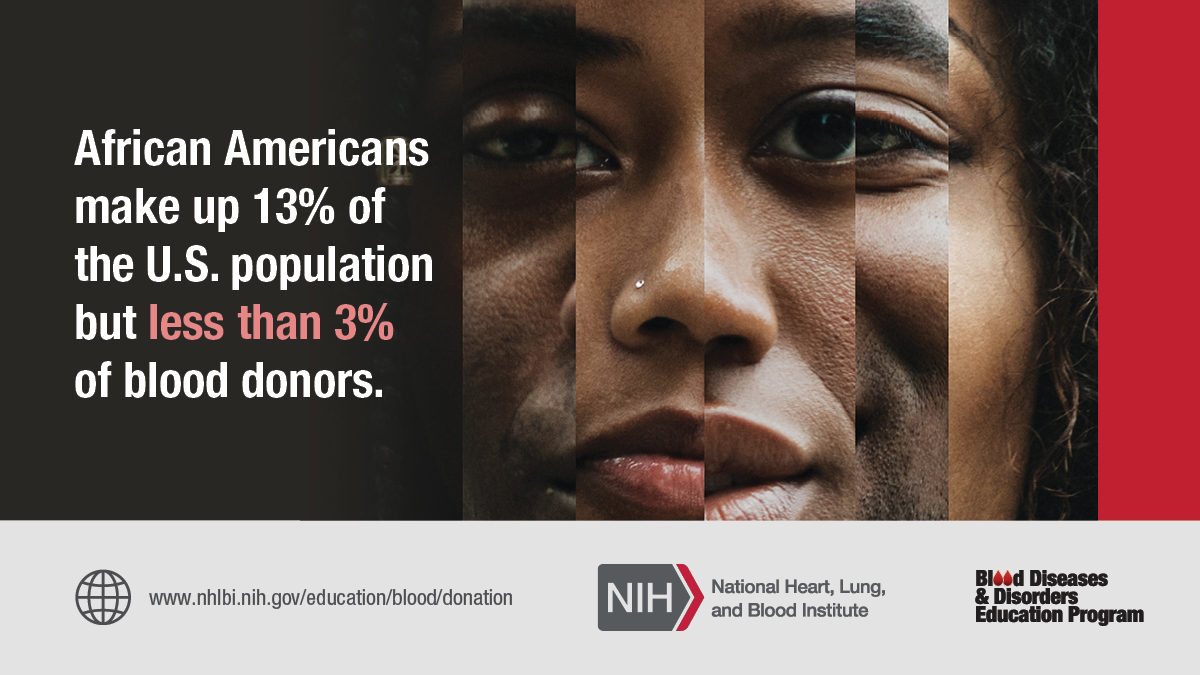 African Americans
make up 13% of
the U.S. population
but less than 3%
of blood donors.
www.nhlbi.nih.gov/education/blood/donation
NIH
National Heart, Lung,
and Blood Institute
Blood Diseases
& Disorders
Education Program